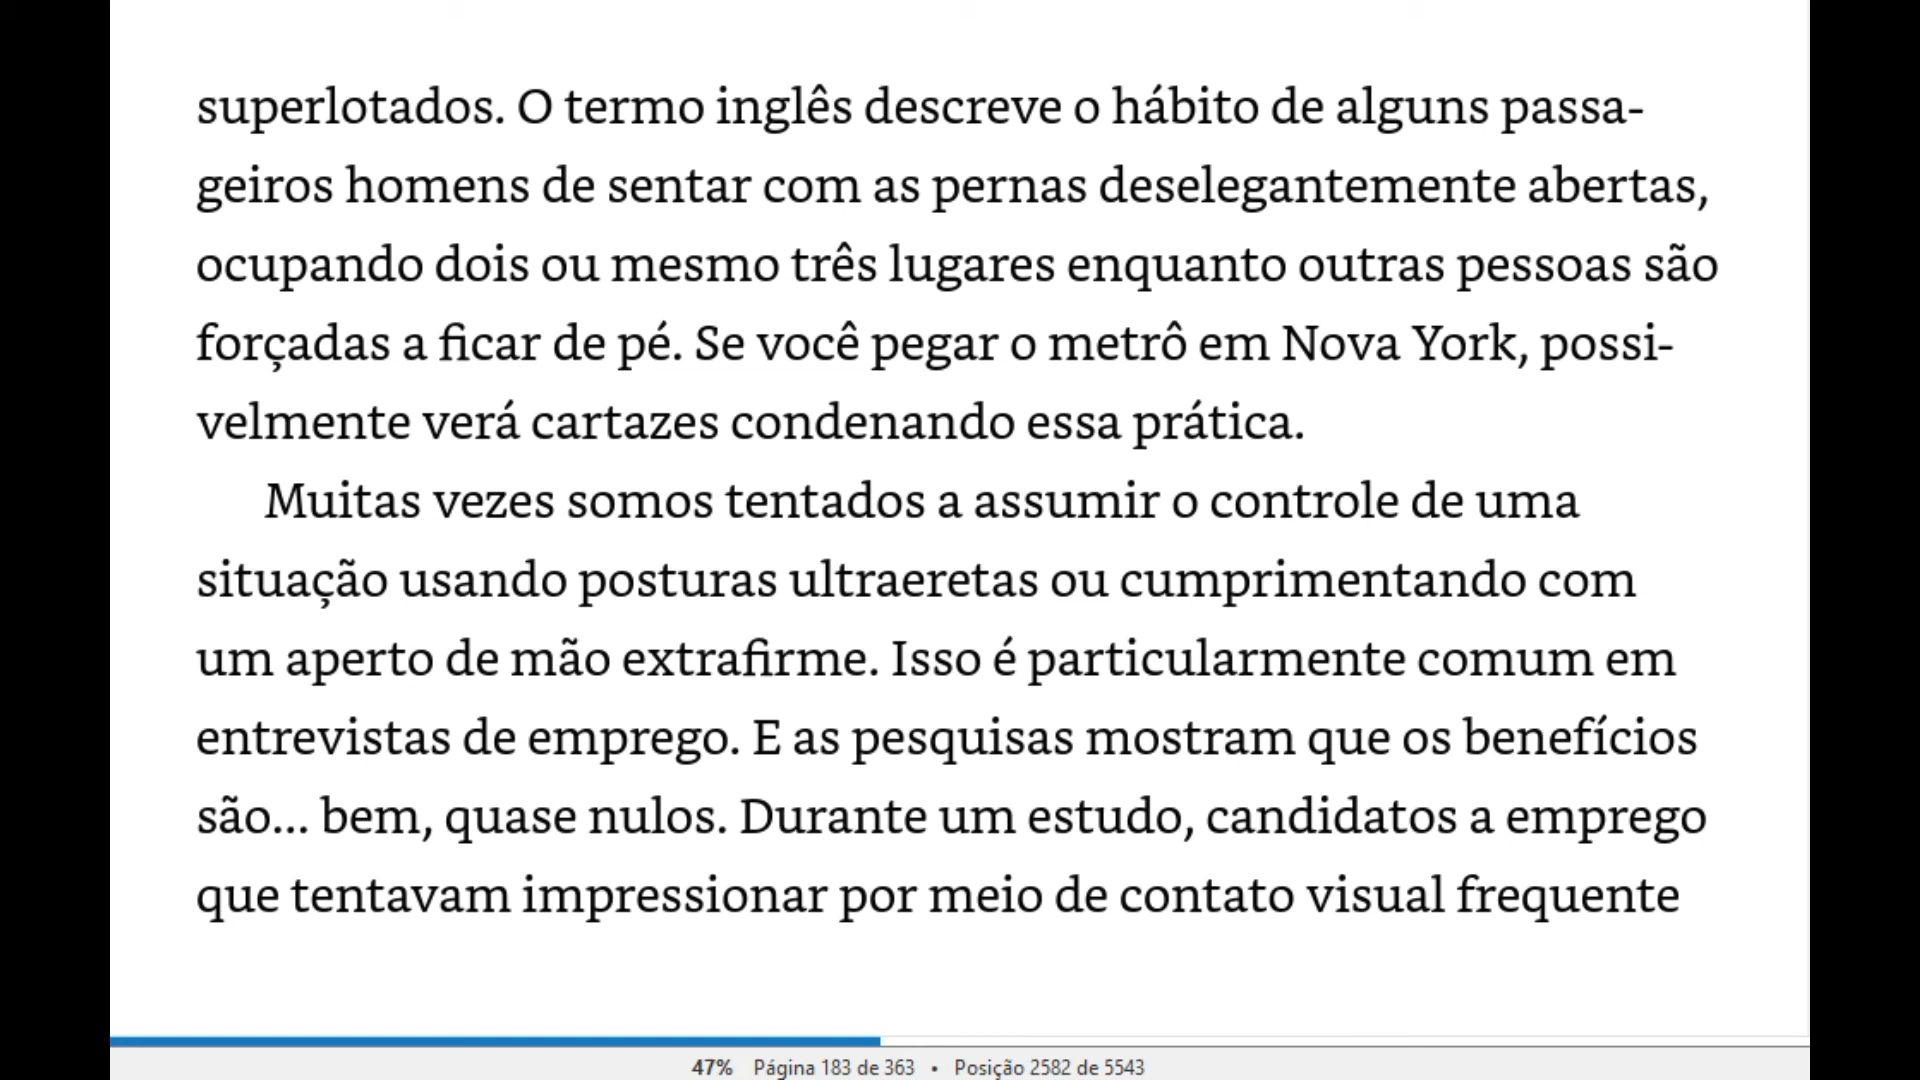 superlotados. O termo inglês descreve o hábito de alguns passa-
geiros homens de sentar com as pernas deselegantemente abertas,
ocupando dois ou mesmo três lugares enquanto outras pessoas são
forçadas a ficar de pé. Se você pegar o metrô em Nova York, possi-
velmente verá cartazes condenando essa prática.
Muitas vezes somos tentados a assumir o controle de uma
situação usando posturas ultraeretas ou cumprimentando com
um aperto de mão extrafirme. Isso é particularmente comum em
entrevistas de emprego. E as pesquisas mostram que os benefícios
são... bem, quase nulos. Durante um estudo, candidatos a emprego
que tentavam impressionar por meio de contato visual frequente
47% Página 183 de 363 • Posição 2582 de 5543